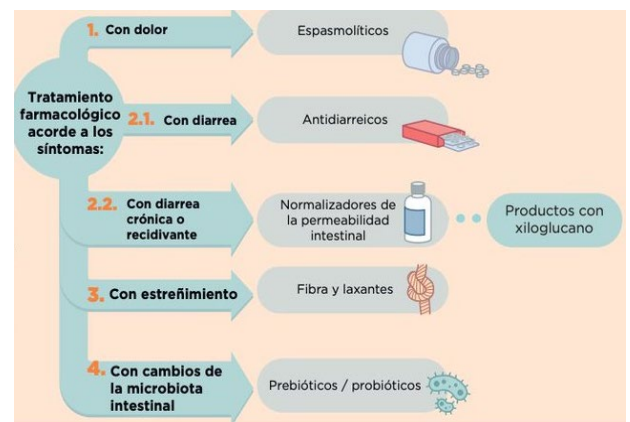 Tratamiento
farmacológico
acorde a los
síntomas:
1. Con dolor
Espasmolíticos
2.1. Con diarrea
Antidiarreicos
2.2. Con diarrea
crónica o
recidivante
Normalizadores de
la permeabilidad
intestinal
Productos con
xiloglucano
3. Con estreñimiento
Fibra y laxantes
4. Con cambios de
la microbiota
intestinal
Prebióticos / probióticos